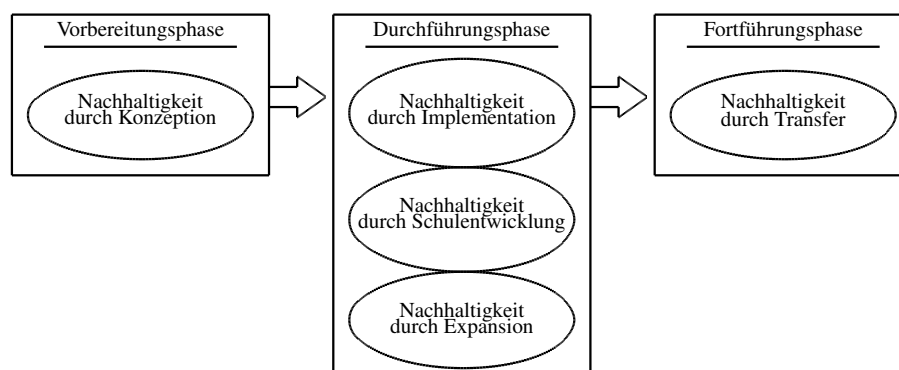 Vorbereitungsphase
Nachhaltigkeit
durch Konzeption
Durchführungsphase
Nachhaltigkeit
durch Implementation
Nachhaltigkeit
durch Schulentwicklung
Nachhaltigkeit
durch Expansion
Fortführungsphase
Nachhaltigkeit
durch Transfer